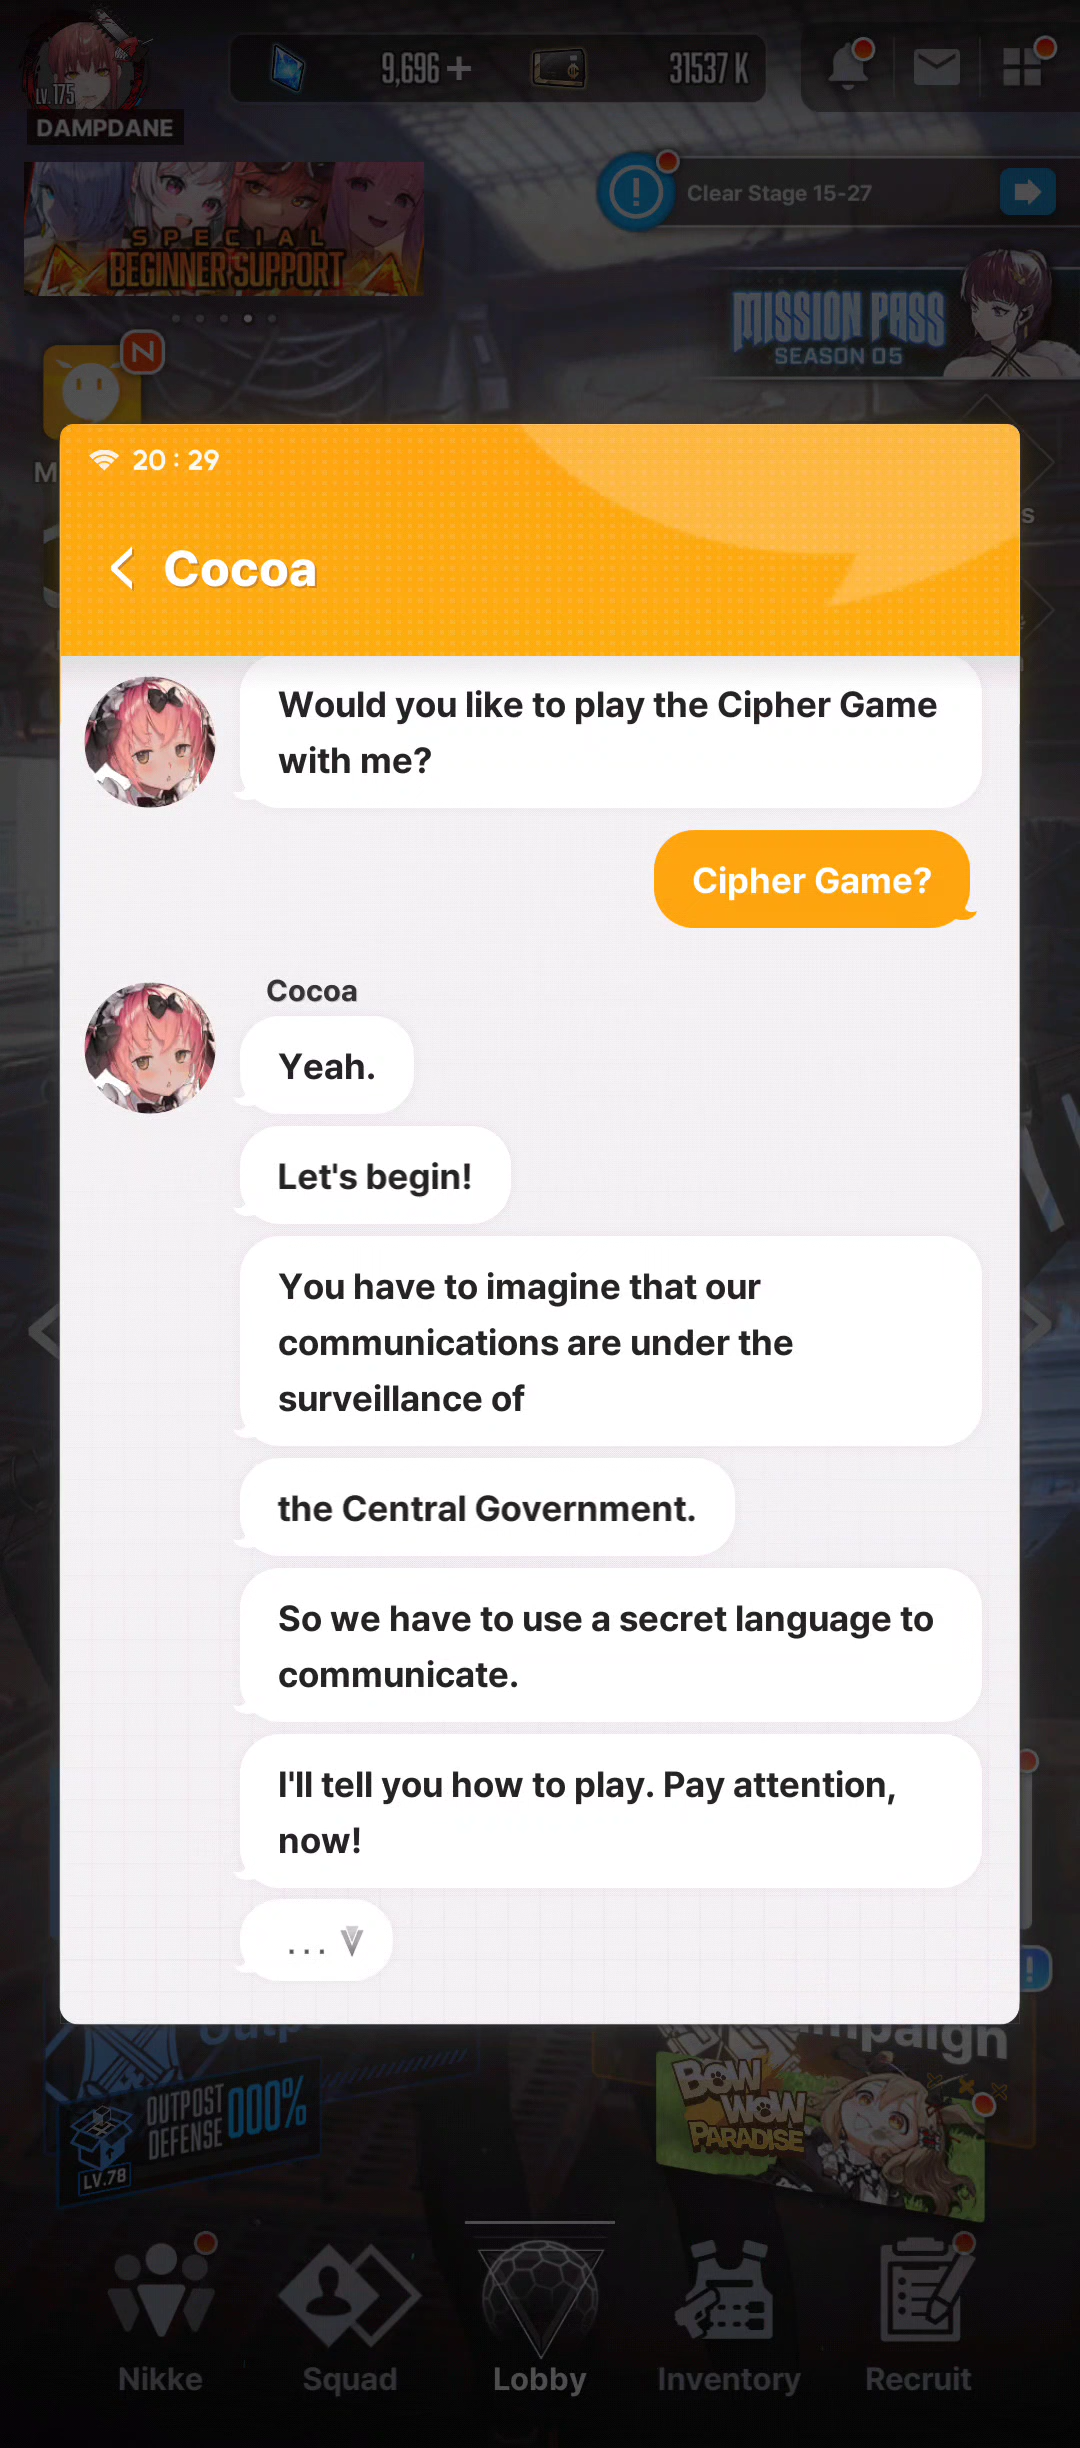 LV. 175
DAMPDANE
9,696 +
31537 K
Clear Stage 15-27
SPECIAL
BEGINNER SUPPORT
MISSION PASS
SEASON 05
N
M
s
20 : 29
Cocoa
Would you like to play the Cipher Game
with me?
Cipher Game?
Cocoa
Yeah.
Let's begin!
You have to imagine that our
communications are under the
surveillance of
the Central Government.
So we have to use a secret language to
communicate.
I'll tell you how to play. Pay attention,
now!
...
OUTPOST
DEFENSE 000%
LV.78
BOW
WOW
PARADISE
Nikke
Squad
Lobby
Inventory
Recruit